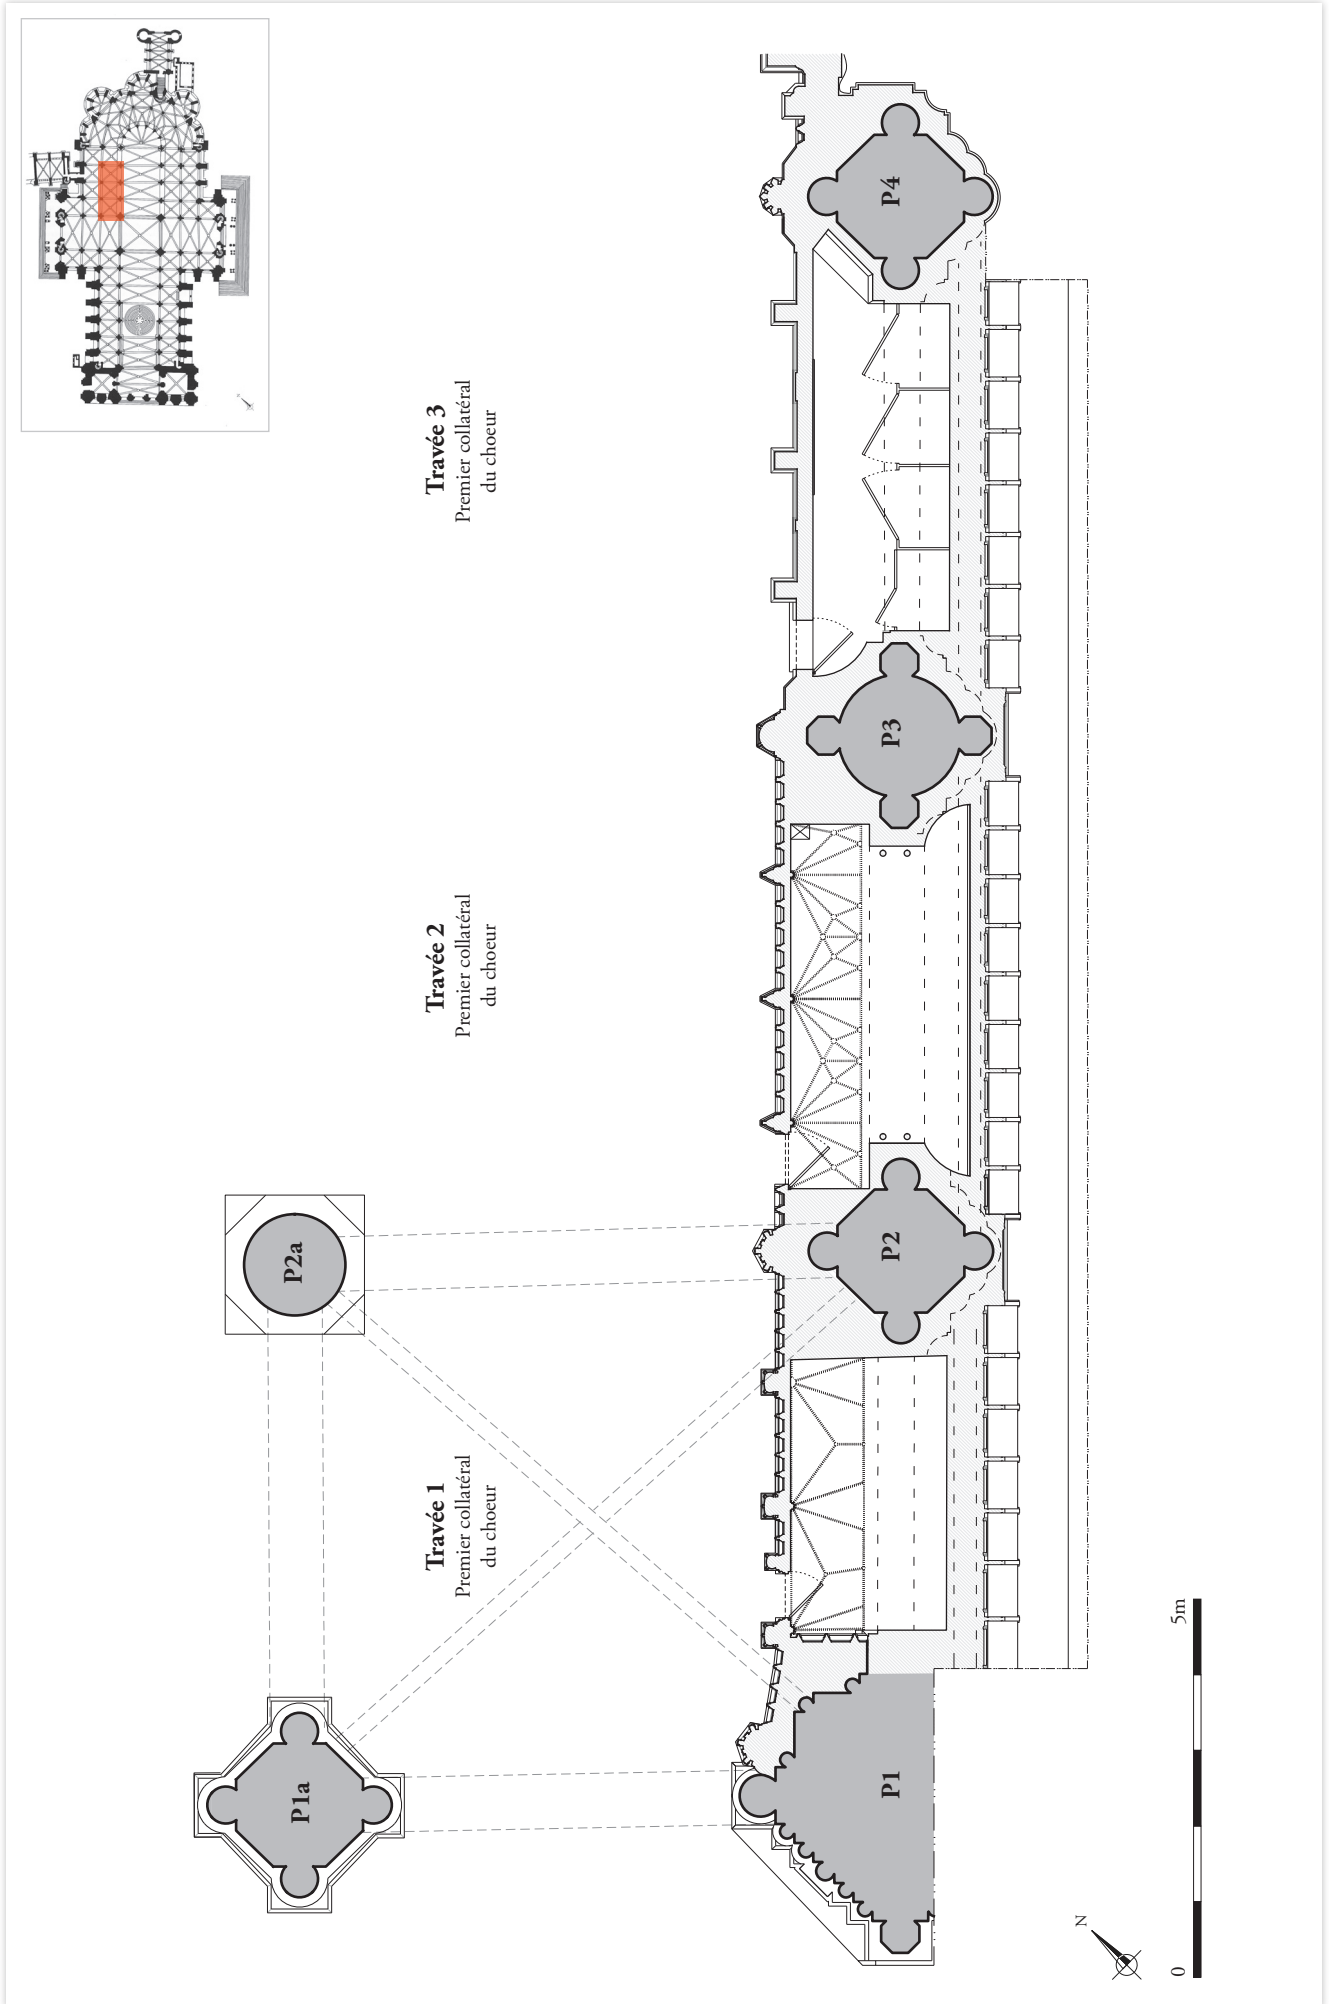 P4
Travée 3
Premier collatéral
du choeur
P3
Travée 2
Premier collatéral
du choeur
P2a
P2
Travée 1
Premier collatéral
du choeur
P1a
P1
N
0
5m